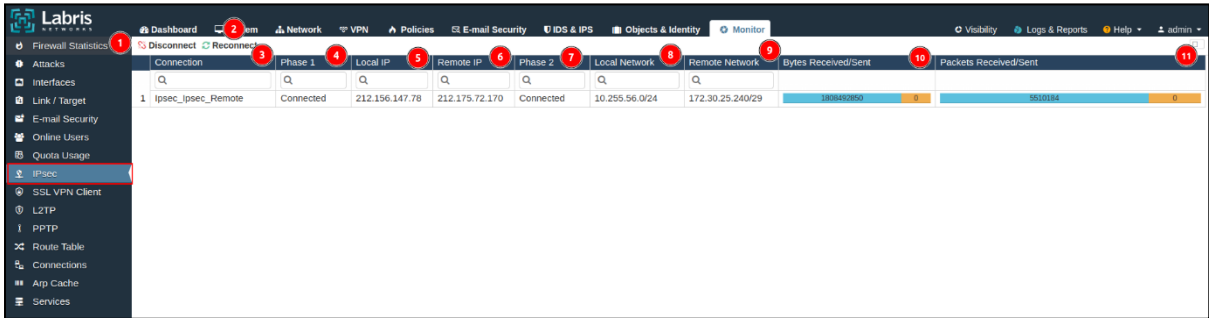 Labris
NETWORKS
Dashboard 2 em Network VPN Policies E-mail Security IDS & IPS Objects & Identity Monitor Visibility Logs & Reports Help admin
Firewall Statistics 1 Disconnect Reconnect
Attacks
Interfaces
Link / Target
E-mail Security
Online Users
Quota Usage
IPsec
SSL VPN Client
L2TP
PPTP
Route Table
Connections
Arp Cache
Services
Connection 3 Phase 1 4 Local IP 5 Remote IP 6 Phase 2 7 Local Network 8 Remote Network 9 Bytes Received/Sent 10 Packets Received/Sent 11
1 Ipsec_Ipsec_Remote Connected 212.156.147.78 212.175.72.170 Connected 10.255.56.0/24 172.30.25.240/29 1806492850 0 5510184 0